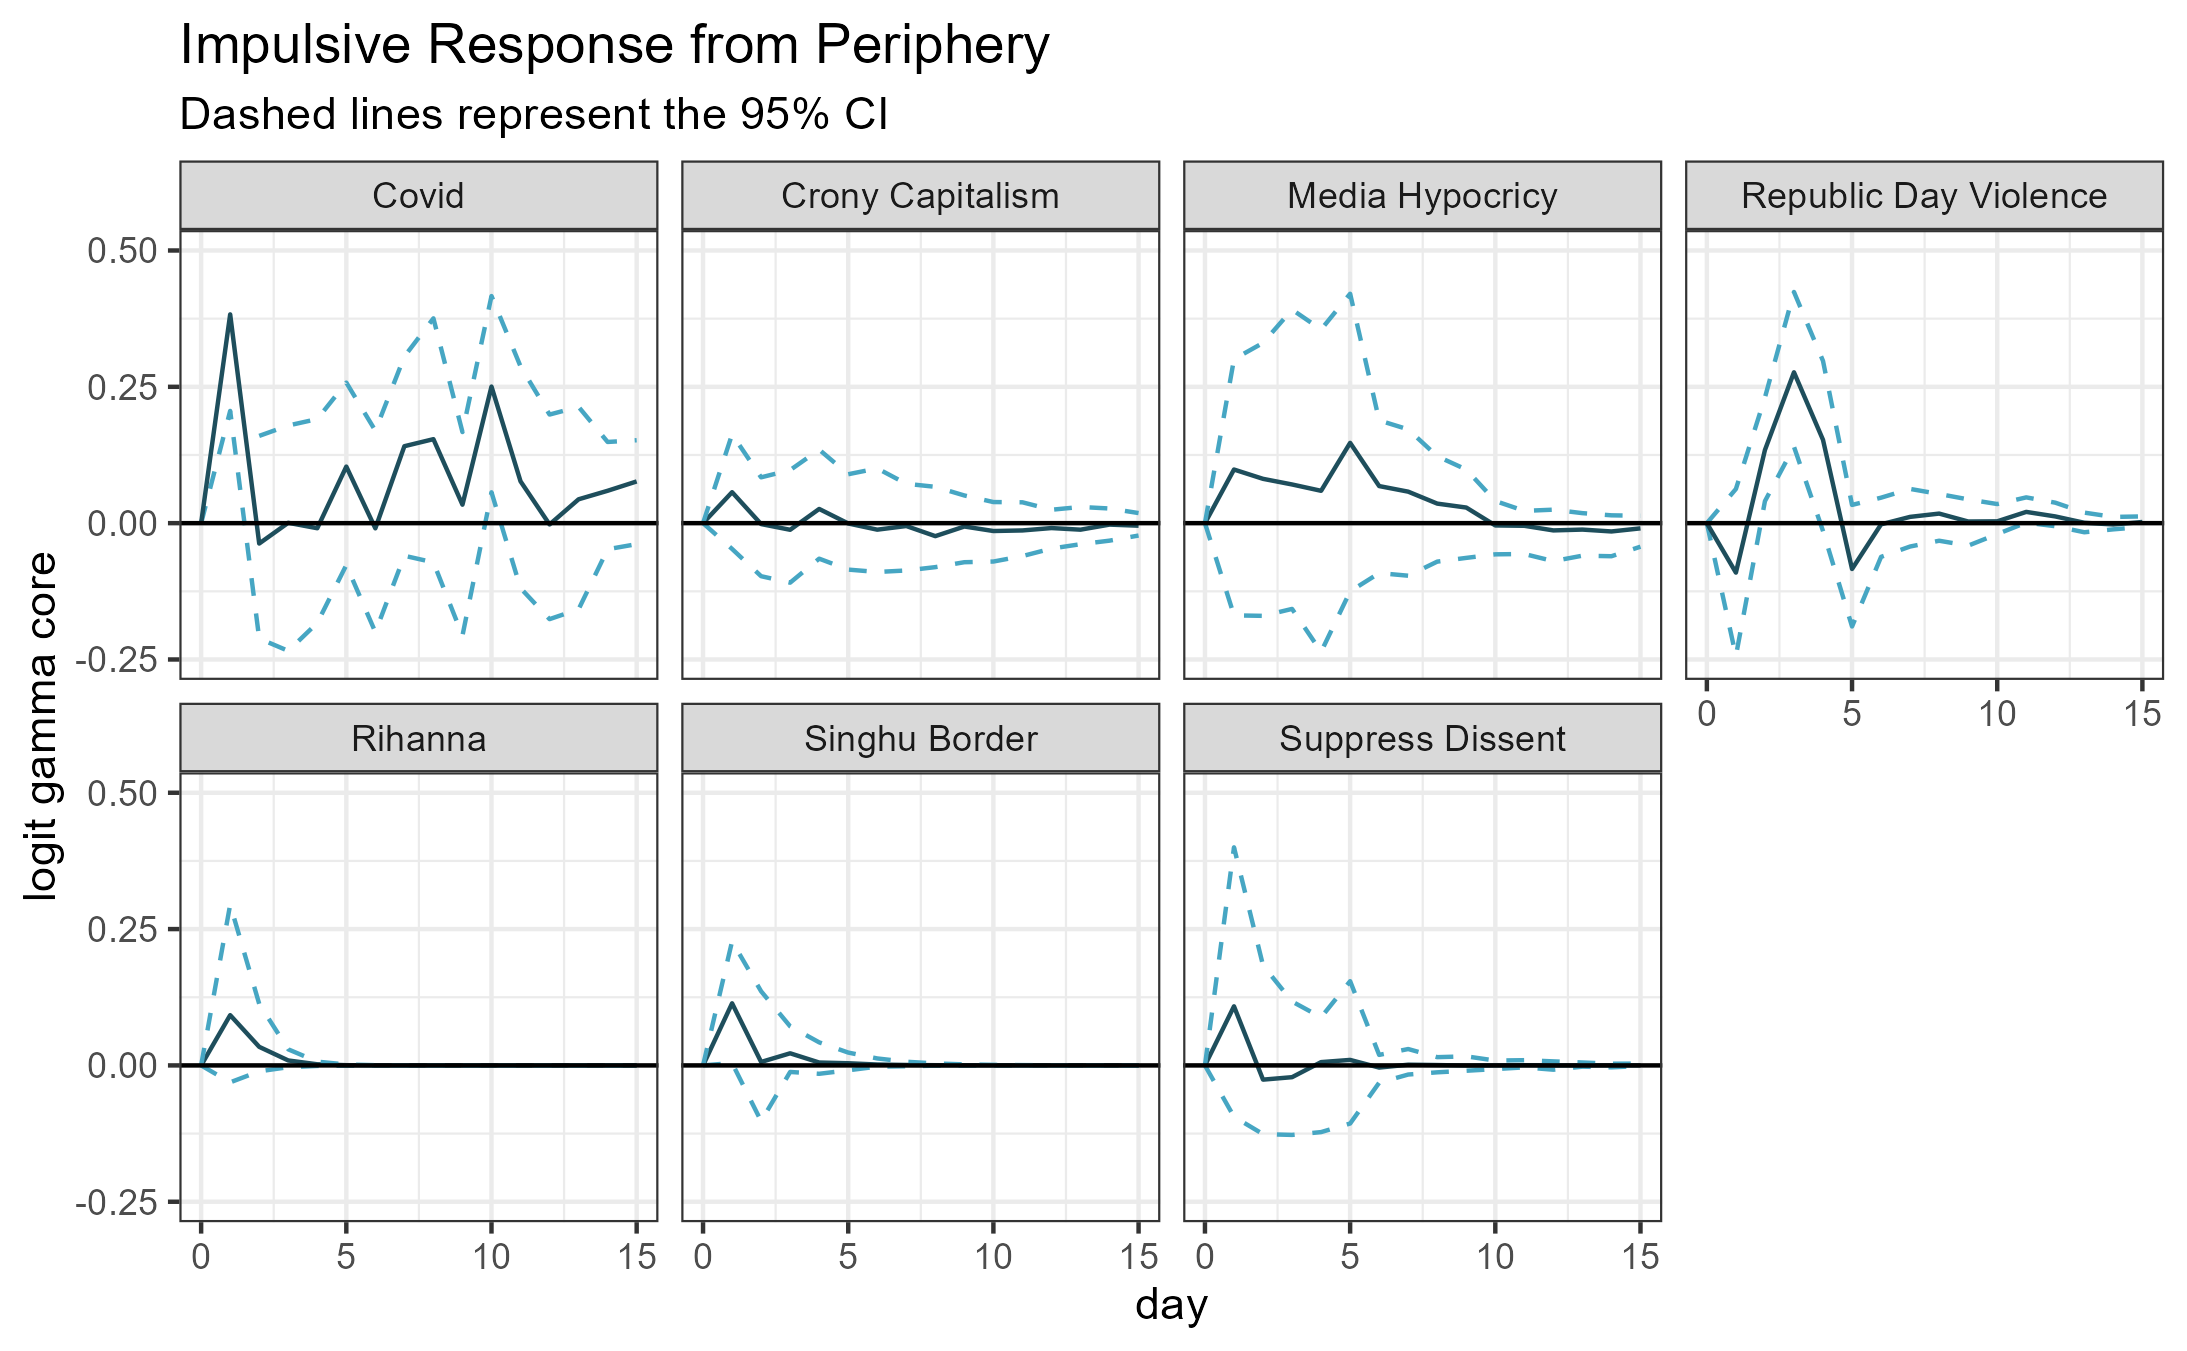 Impulsive Response from Periphery
Dashed lines represent the 95% CI
Covid
Crony Capitalism
Media Hypocricy
Republic Day Violence
0.50
0.25
0.00
-0.25
0
5
10
15
Rihanna
Singhu Border
Suppress Dissent
0.50
0.25
0.00
-0.25
0
5
10
15
0
5
10
15
0
5
10
15
day
logit gamma core